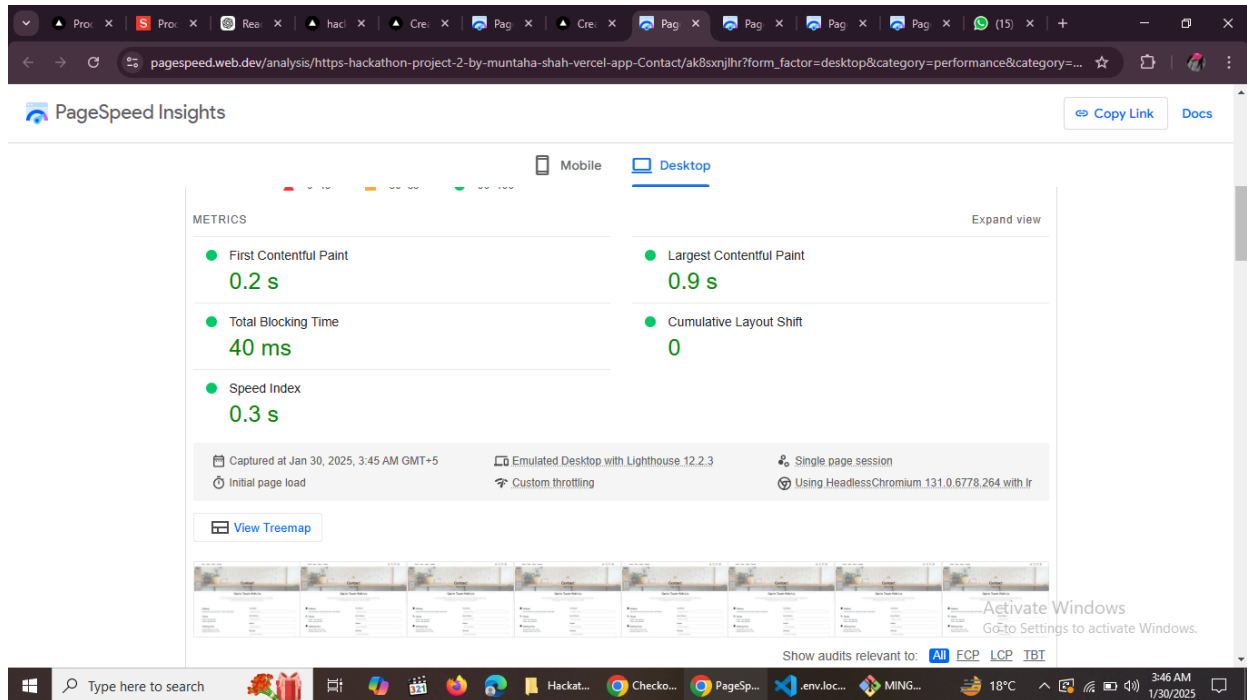 Proc
Proc
Rea
hacl
Cre
Pag
Cre
Pag
Pag
Pag
Pag
(15)
pagespeed.web.dev/analysis/https-hackathon-project-2-by-muntaha-shah-vercel-app-Contact/ak8sxnjlhr?form_factor=desktop&category=performance&category=...
PageSpeed Insights
Copy Link
Docs
Mobile
Desktop
METRICS
Expand view
First Contentful Paint
0.2 s
Largest Contentful Paint
0.9 s
Total Blocking Time
40 ms
Cumulative Layout Shift
0
Speed Index
0.3 s
Captured at Jan 30, 2025, 3:45 AM GMT+5
Emulated Desktop with Lighthouse 12.2.3
Single page session
Initial page load
Custom throttling
Using HeadlessChromium 131.0.6778.264 with lr
View Treemap
Activate Windows
Go to Settings to activate Windows.
Show audits relevant to: All FCP LCP TBT
Type here to search
321
Hackat...
Checko...
PageSp...
.env.loc...
MING...
18°C
3:46 AM
1/30/2025